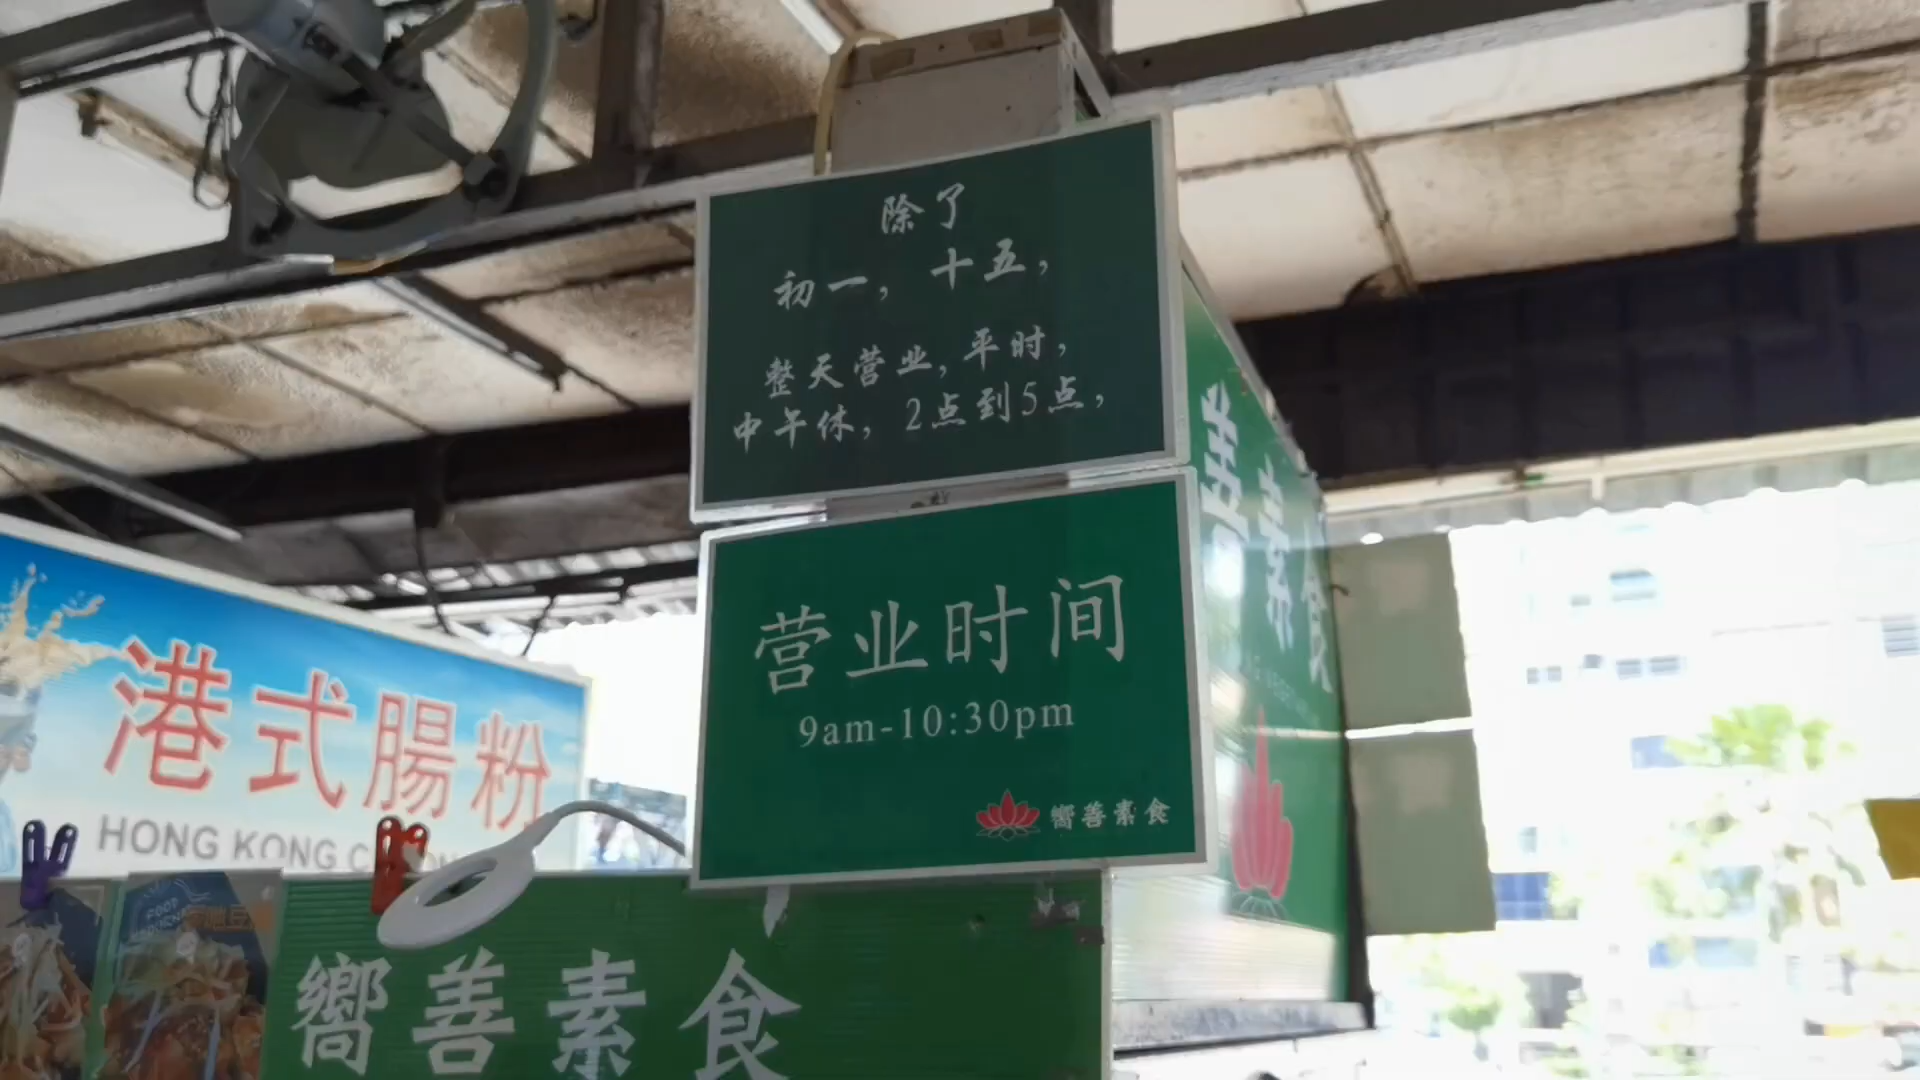 除了
初一，十五，
整天营业，平时，
中午休，2点到5点，
营业时间
9am-10:30pm
嚮善素食
善素食
港式腸粉
HONG KONG
嚮善素食